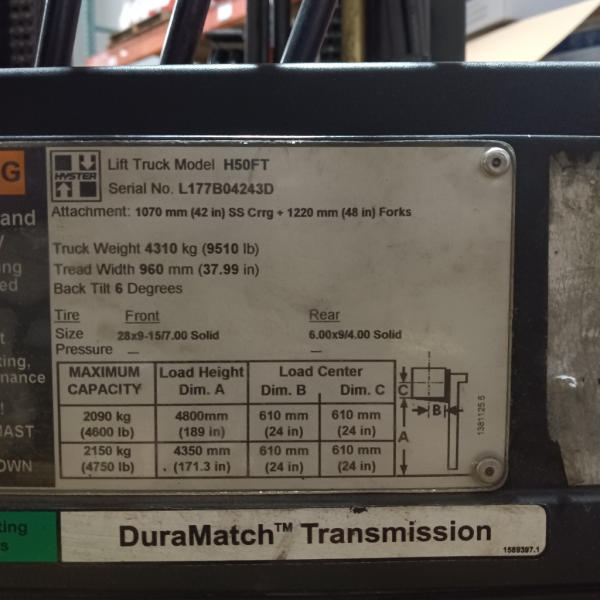 G
and
ing
ed
t
ting,
nance
!
MAST
OWN
HYSTER
Lift Truck Model H50FT
Serial No. L177B04243D
Attachment: 1070 mm (42 in) SS Crrg + 1220 mm (48 in) Forks
Truck Weight 4310 kg (9510 lb)
Tread Width 960 mm (37.99 in)
Back Tilt 6 Degrees
Tire Front Rear
Size 28x9-15/7.00 Solid 6.00x9/4.00 Solid
Pressure — —
MAXIMUM CAPACITY Load Height Dim. A Load Center Dim. B Dim. C
2090 kg 4800mm 610 mm 610 mm
(4600 lb) (189 in) (24 in) (24 in)
2150 kg 4350 mm 610 mm 610 mm
(4750 lb) (171.3 in) (24 in) (24 in)
C
B
A
1381125.5
ting
s
DuraMatch™ Transmission
1589397.1